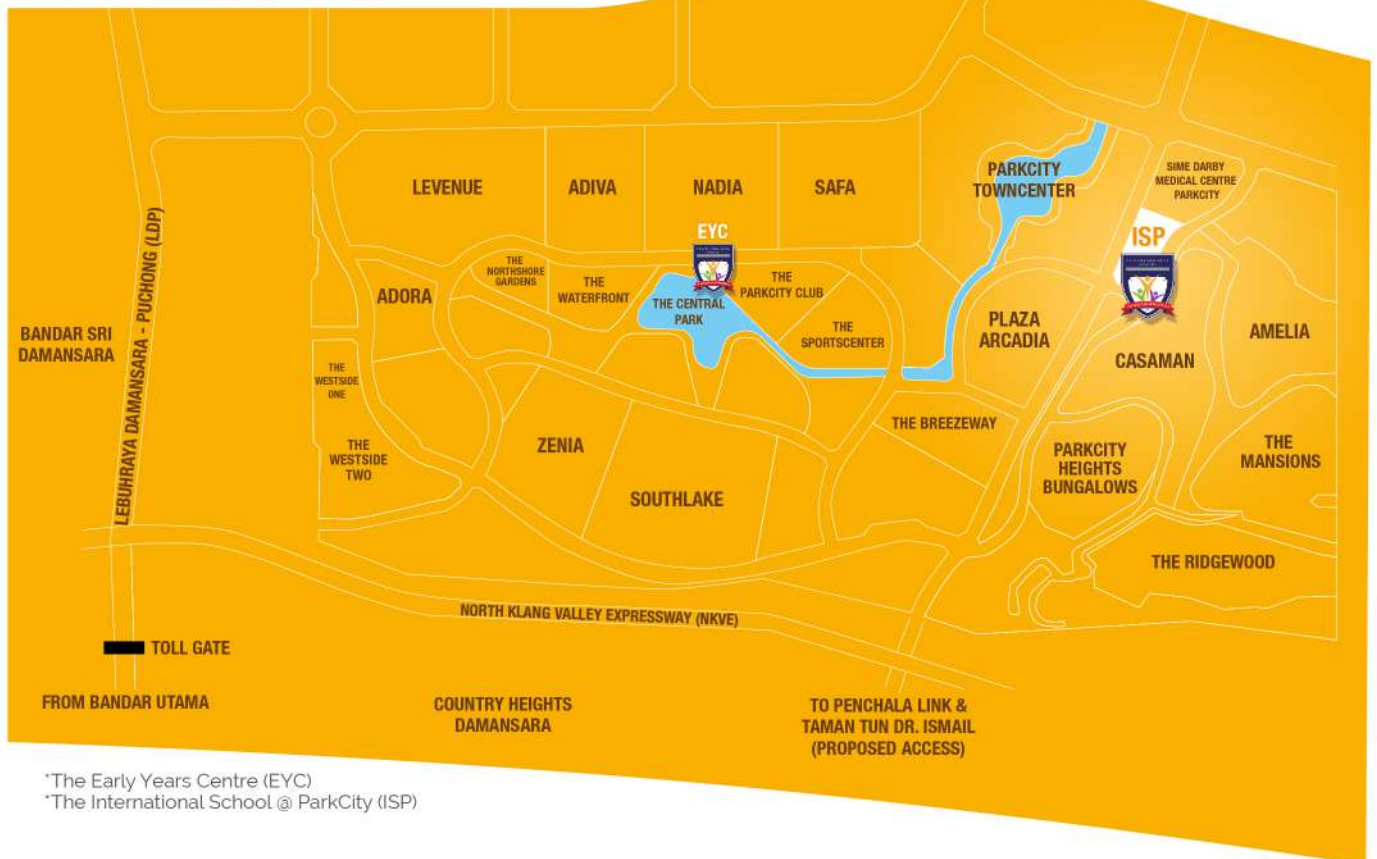 PARKCITY
TOWNCENTER
SIME DARBY
MEDICAL CENTRE
PARKCITY
LEVENUE
ADIVA
NADIA
SAFA
EYC
ISP
THE
NORTHSHORE
GARDENS
THE
WATERFRONT
THE
PARKCITY CLUB
ADORA
THE CENTRAL
PARK
THE
SPORTSCENTER
PLAZA
ARCADIA
AMELIA
BANDAR SRI
DAMANSARA
LEBUHRAYA DAMANSARA - PUCHONG (LDP)
CASAMAN
THE
WESTSIDE
ONE
THE BREEZEWAY
THE
WESTSIDE
TWO
ZENIA
SOUTHLAKE
PARKCITY
HEIGHTS
BUNGALOWS
THE
MANSIONS
THE RIDGEWOOD
NORTH KLANG VALLEY EXPRESSWAY (NKVE)
TOLL GATE
FROM BANDAR UTAMA
COUNTRY HEIGHTS
DAMANSARA
TO PENCHALA LINK &
TAMAN TUN DR. ISMAIL
(PROPOSED ACCESS)
*The Early Years Centre (EYC)
*The International School @ ParkCity (ISP)